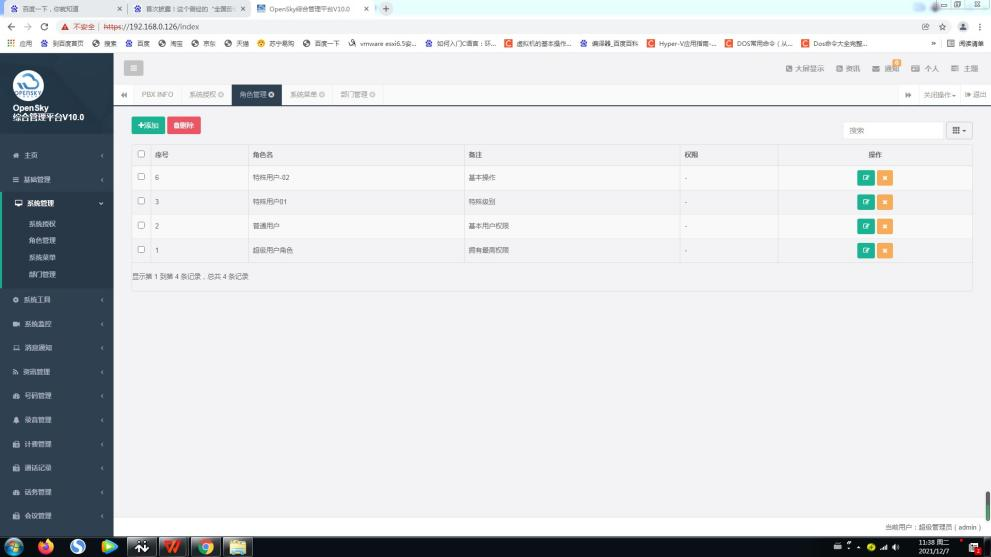 百度一下，你就知道
首次披露！这个曾经的"全国
OpenSky综合管理平台V10.0
不安全 | https://192.168.0.126/index
应用 到百度首页 搜索 百度 淘宝 京东 天猫 苏宁易购 百度一下 vmware esxi6.5安... 如何入门C语言：环... 虚拟机的基本操作... 编译器_百度百科 Hyper-V应用指南-... DOS常用命令（从... Dos命令大全完整... » 阅读清单
OPENSKY
OpenSky
综合管理平台V10.0
大屏显示 资讯 通知 个人 主题
PBX INFO 系统授权 角色管理 系统菜单 部门管理 关闭操作 退出
主页
基础管理
系统管理
系统授权
角色管理
系统菜单
部门管理
系统工具
系统监控
消息通知
资讯管理
号码管理
录音管理
计费管理
通话记录
话务管理
会议管理
添加 删除
搜索
序号 角色名 备注 权限 操作
6 特殊用户-02 基本操作 -
3 特殊用户01 特殊级别 -
2 普通用户 基本用户权限 -
1 超级用户角色 拥有最高权限 -
显示第 1 到第 4 条记录，总共 4 条记录
当前用户：超级管理员（admin）
11:38 周二
2021/12/7